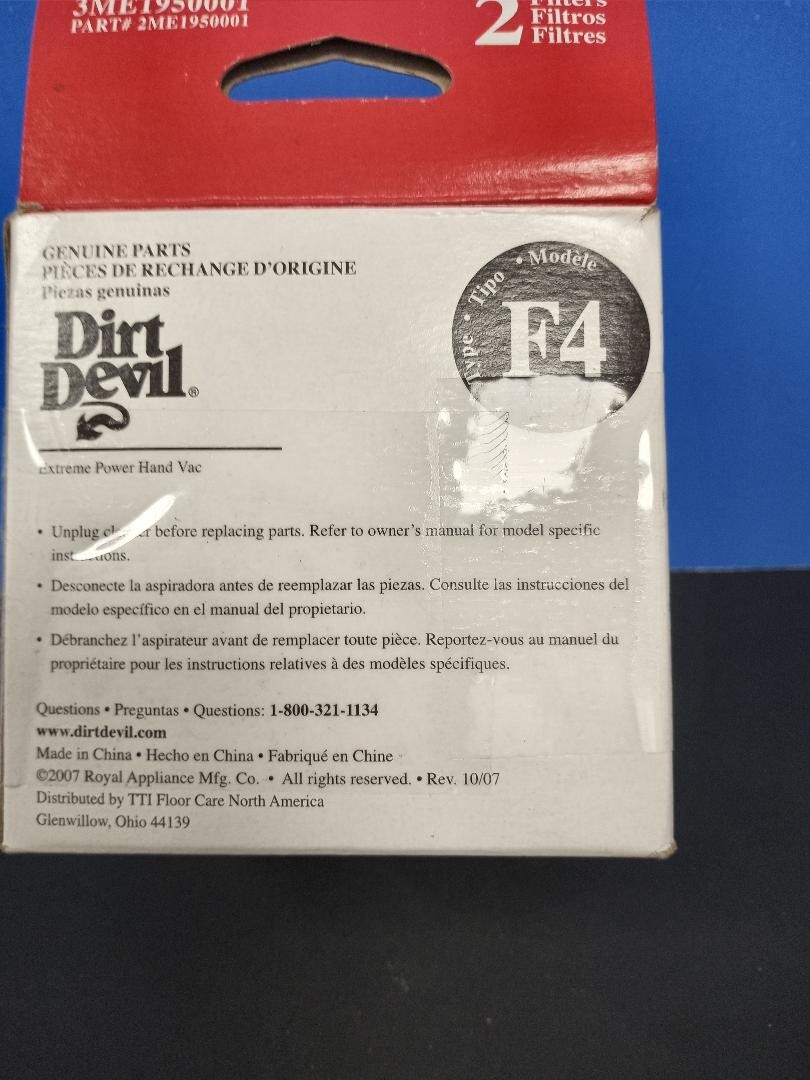 3ME1950001
PART# 2ME1950001
2 Filters
Filtros
Filtres
GENUINE PARTS
PIÈCES DE RECHANGE D'ORIGINE
Piezas genuinas
Type • Tipo • Modèle
F4
Dirt
Devil®
Extreme Power Hand Vac
• Unplug before replacing parts. Refer to owner's manual for model specific
instructions.
• Desconecte la aspiradora antes de reemplazar las piezas. Consulte las instrucciones del
modelo específico en el manual del propietario.
• Débranchez l'aspirateur avant de remplacer toute pièce. Reportez-vous au manuel du
propriétaire pour les instructions relatives à des modèles spécifiques.
Questions • Preguntas • Questions: 1-800-321-1134
www.dirtdevil.com
Made in China • Hecho en China • Fabriqué en Chine
©2007 Royal Appliance Mfg. Co. • All rights reserved. • Rev. 10/07
Distributed by TTI Floor Care North America
Glenwillow, Ohio 44139